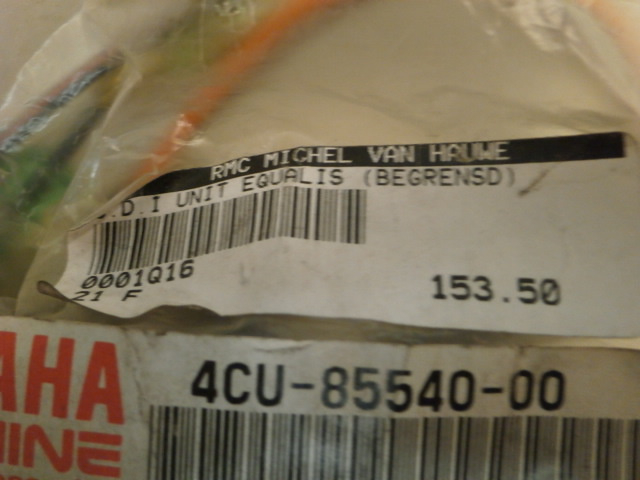 RMC MICHEL VAN HAUWE
.D.I UNIT EQUALIS (BEGRENSD)
0001Q16
153.50
21 F
AHA
4CU-85540-00
INE